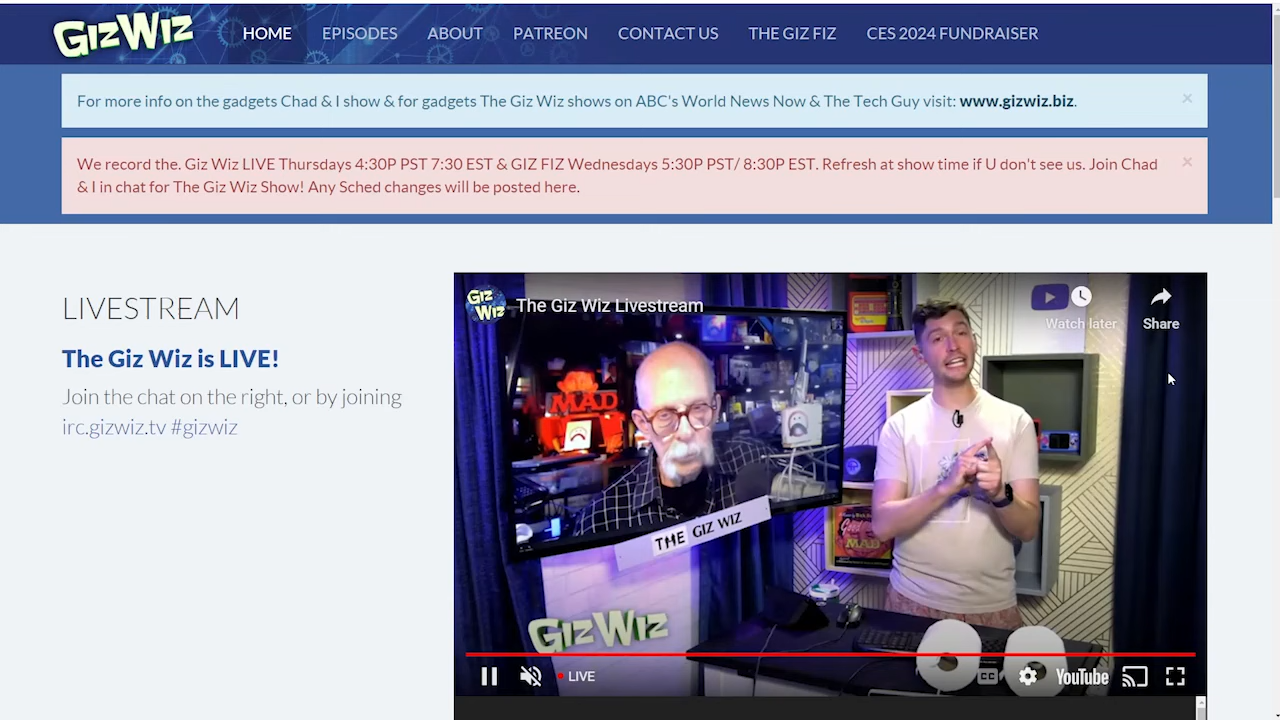 GizWiz
HOME
EPISODES
ABOUT
PATREON
CONTACT US
THE GIZ FIZ
CES 2024 FUNDRAISER
For more info on the gadgets Chad & I show & for gadgets The Giz Wiz shows on ABC's World News Now & The Tech Guy visit: www.gizwiz.biz.
×
We record the. Giz Wiz LIVE Thursdays 4:30P PST 7:30 EST & GIZ FIZ Wednesdays 5:30P PST/ 8:30P EST. Refresh at show time if U don't see us. Join Chad
& I in chat for The Giz Wiz Show! Any Sched changes will be posted here.
×
LIVESTREAM
The Giz Wiz is LIVE!
Join the chat on the right, or by joining
irc.gizwiz.tv #gizwiz
GIZ
WIZ
The Giz Wiz Livestream
Watch later
Share
MAD
THE GIZ WIZ
MAD
GizWiz
LIVE
CC
YouTube